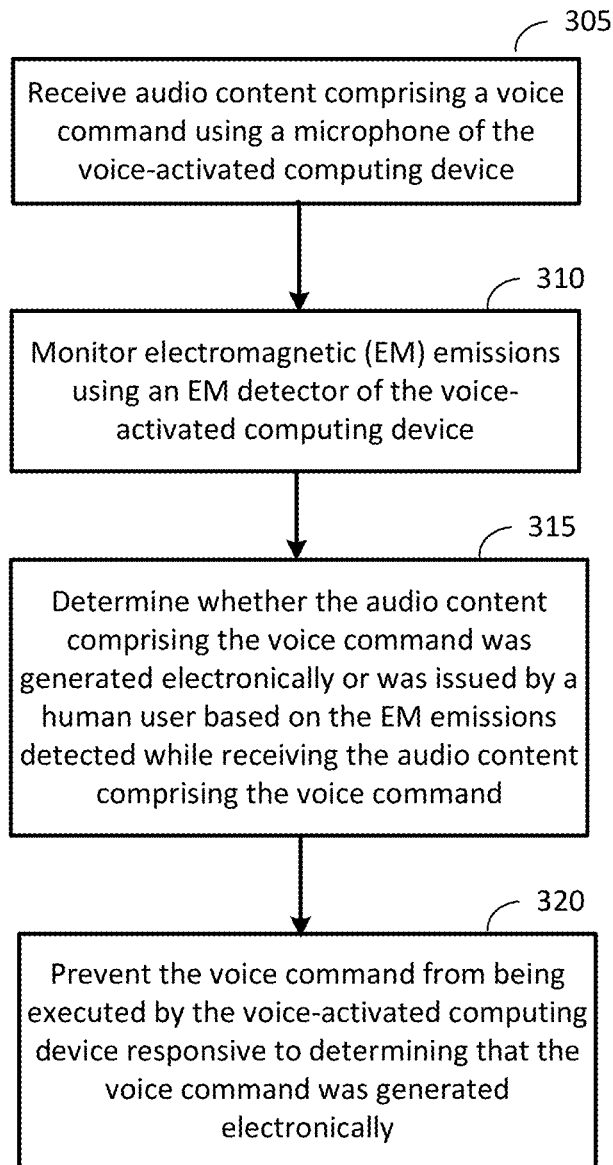 305
Receive audio content comprising a voice
command using a microphone of the
voice-activated computing device
310
Monitor electromagnetic (EM) emissions
using an EM detector of the voice-
activated computing device
315
Determine whether the audio content
comprising the voice command was
generated electronically or was issued by a
human user based on the EM emissions
detected while receiving the audio content
comprising the voice command
320
Prevent the voice command from being
executed by the voice-activated computing
device responsive to determining that the
voice command was generated
electronically